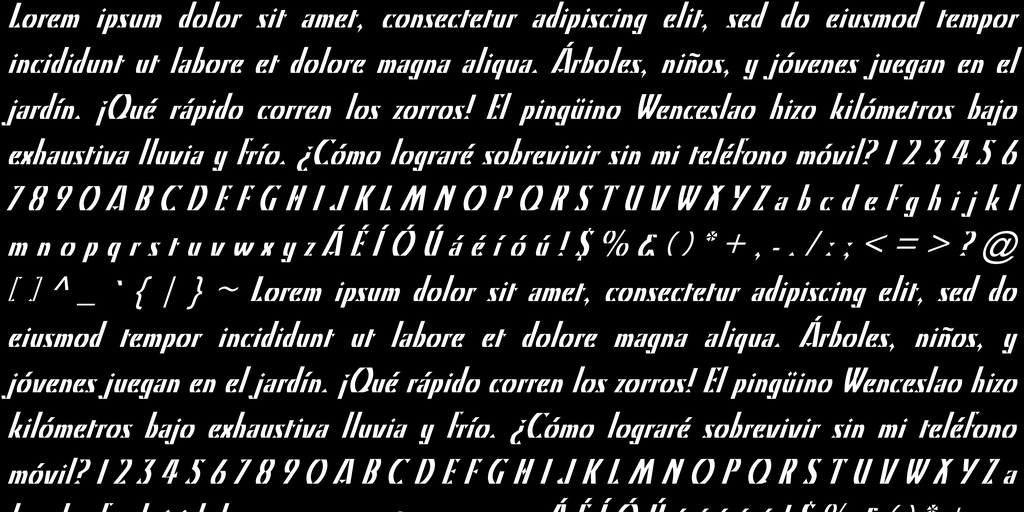 Lorem ipsum dolor sit amet, consectetur adipiscing elit, sed do eiusmod tempor
incididunt ut labore et dolore magna aliqua. Árboles, niños, y jóvenes juegan en el
jardín. ¡Qué rápido corren los zorros! El pingüino Wenceslao hizo kilómetros bajo
exhaustiva lluvia y frío. ¿Cómo lograré sobrevivir sin mi teléfono móvil? 1 2 3 4 5 6
7 8 9 0 A B C D E F G H I J K L M N O P Q R S T U V W X Y Z a b c d e f g h i j k l
m n o p q r s t u v w x y z Á É Í Ó Ú á é í ó ú ! $ % & ( ) * + , - . / : ; < = > ? @
[ ] ^ _ ` { | } ~ Lorem ipsum dolor sit amet, consectetur adipiscing elit, sed do
eiusmod tempor incididunt ut labore et dolore magna aliqua. Árboles, niños, y
jóvenes juegan en el jardín. ¡Qué rápido corren los zorros! El pingüino Wenceslao hizo
kilómetros bajo exhaustiva lluvia y frío. ¿Cómo lograré sobrevivir sin mi teléfono
móvil? 1 2 3 4 5 6 7 8 9 0 A B C D E F G H I J K L M N O P Q R S T U V W X Y Z a